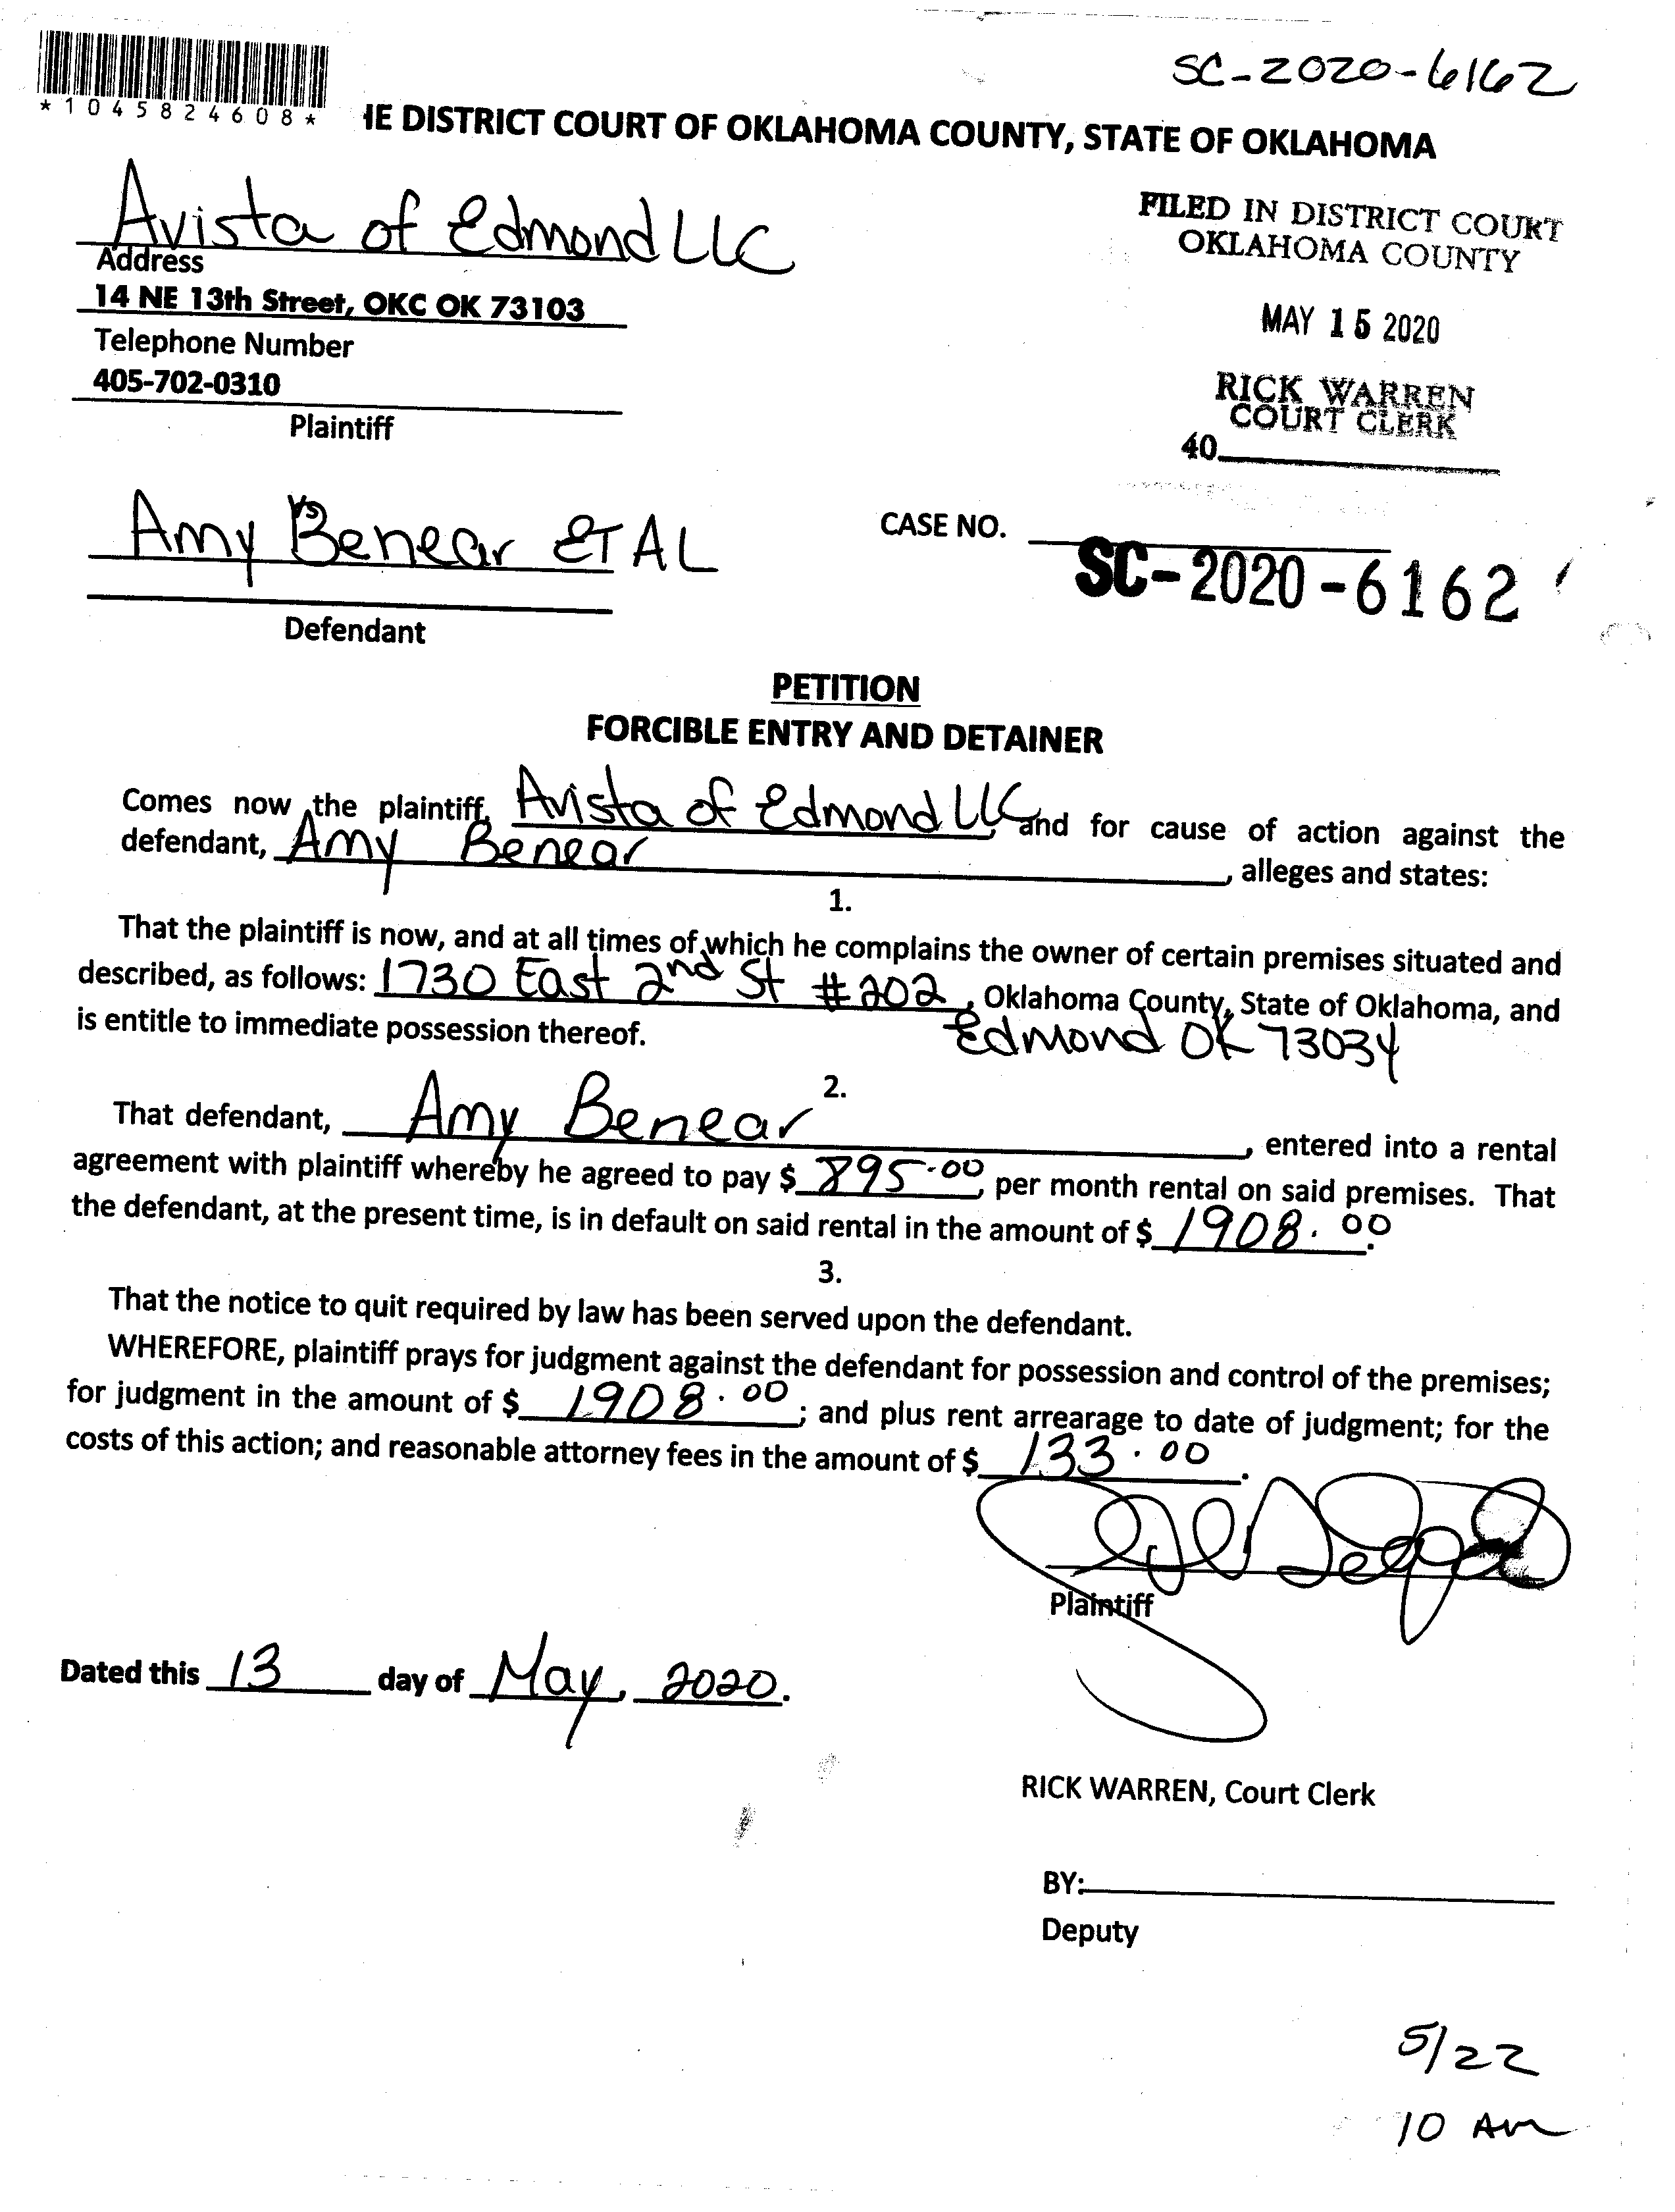 SC-2020-6162
*1045824608*
IE DISTRICT COURT OF OKLAHOMA COUNTY, STATE OF OKLAHOMA
Avista of Edmond LLC
Address
14 NE 13th Street, OKC OK 73103
Telephone Number
405-702-0310
Plaintiff
FILED IN DISTRICT COURT
OKLAHOMA COUNTY
MAY 15 2020
RICK WARREN
COURT CLERK
40
vs
Amy Benear ET AL
Defendant
CASE NO.
SC-2020-6162
PETITION
FORCIBLE ENTRY AND DETAINER
Comes now the plaintiff, Avista of Edmond LLC, and for cause of action against the
defendant, Amy Benear, alleges and states:
1.
That the plaintiff is now, and at all times of which he complains the owner of certain premises situated and
described, as follows: 1730 East 2nd St #202, Oklahoma County, State of Oklahoma, and
is entitle to immediate possession thereof. Edmond OK 73034
2.
That defendant, Amy Benear, entered into a rental
agreement with plaintiff whereby he agreed to pay $ 895.00, per month rental on said premises. That
the defendant, at the present time, is in default on said rental in the amount of $ 1908.00.
3.
That the notice to quit required by law has been served upon the defendant.
WHEREFORE, plaintiff prays for judgment against the defendant for possession and control of the premises;
for judgment in the amount of $ 1908.00; and plus rent arrearage to date of judgment; for the
costs of this action; and reasonable attorney fees in the amount of $ 133.00.
Plaintiff
Dated this 13 day of May, 2020.
RICK WARREN, Court Clerk
BY:
Deputy
5/22
10 AM